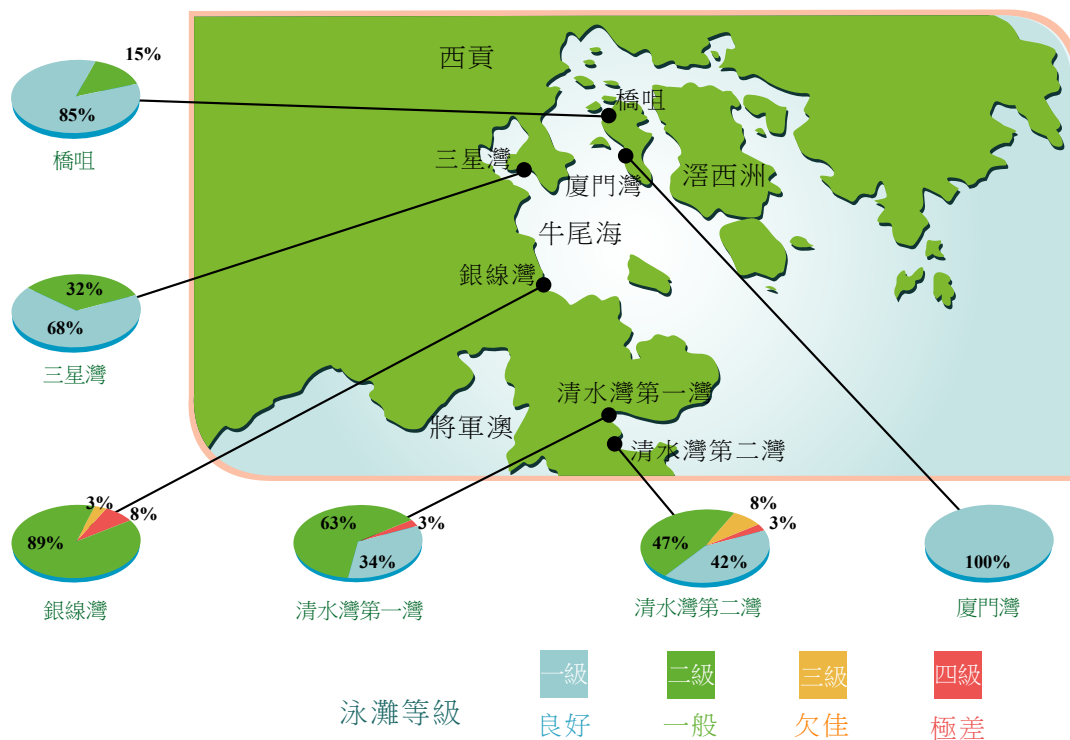 西貢
15%
85%
橋咀
橋咀
三星灣
滘西洲
廈門灣
牛尾海
銀線灣
32%
68%
三星灣
清水灣第一灣
將軍澳
清水灣第二灣
3%
8%
89%
銀線灣
63%
3%
34%
清水灣第一灣
8%
3%
47%
42%
清水灣第二灣
100%
廈門灣
泳灘等級
一級
良好
二級
一般
三級
欠佳
四級
極差